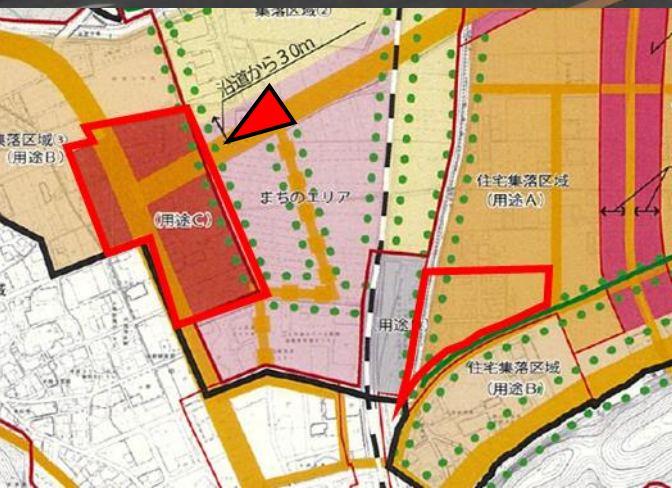 集落区域②
沿道から30m
集落区域③
(用途B)
(用途C)
まちのエリア
住宅集落区域
(用途A)
用途
住宅集落区域
(用途B)
域